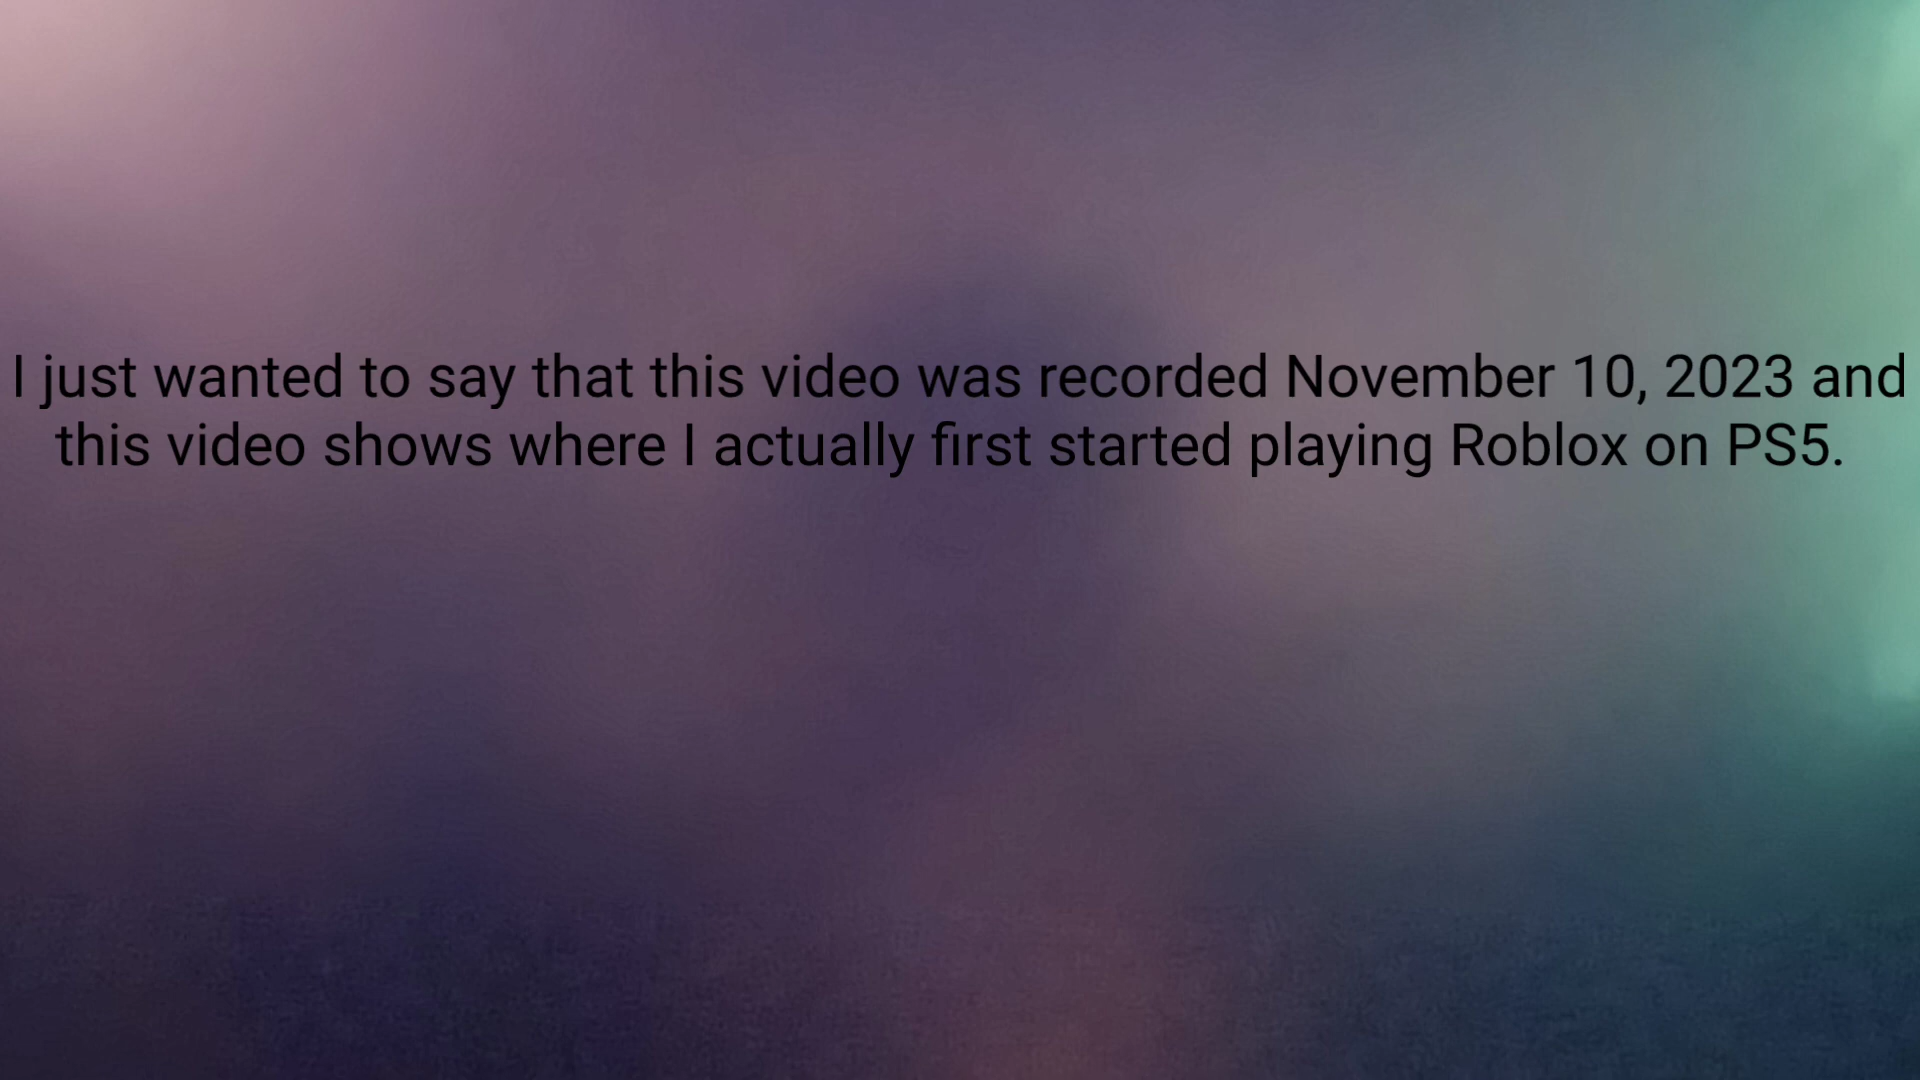 I just wanted to say that this video was recorded November 10, 2023 and
this video shows where I actually first started playing Roblox on PS5.